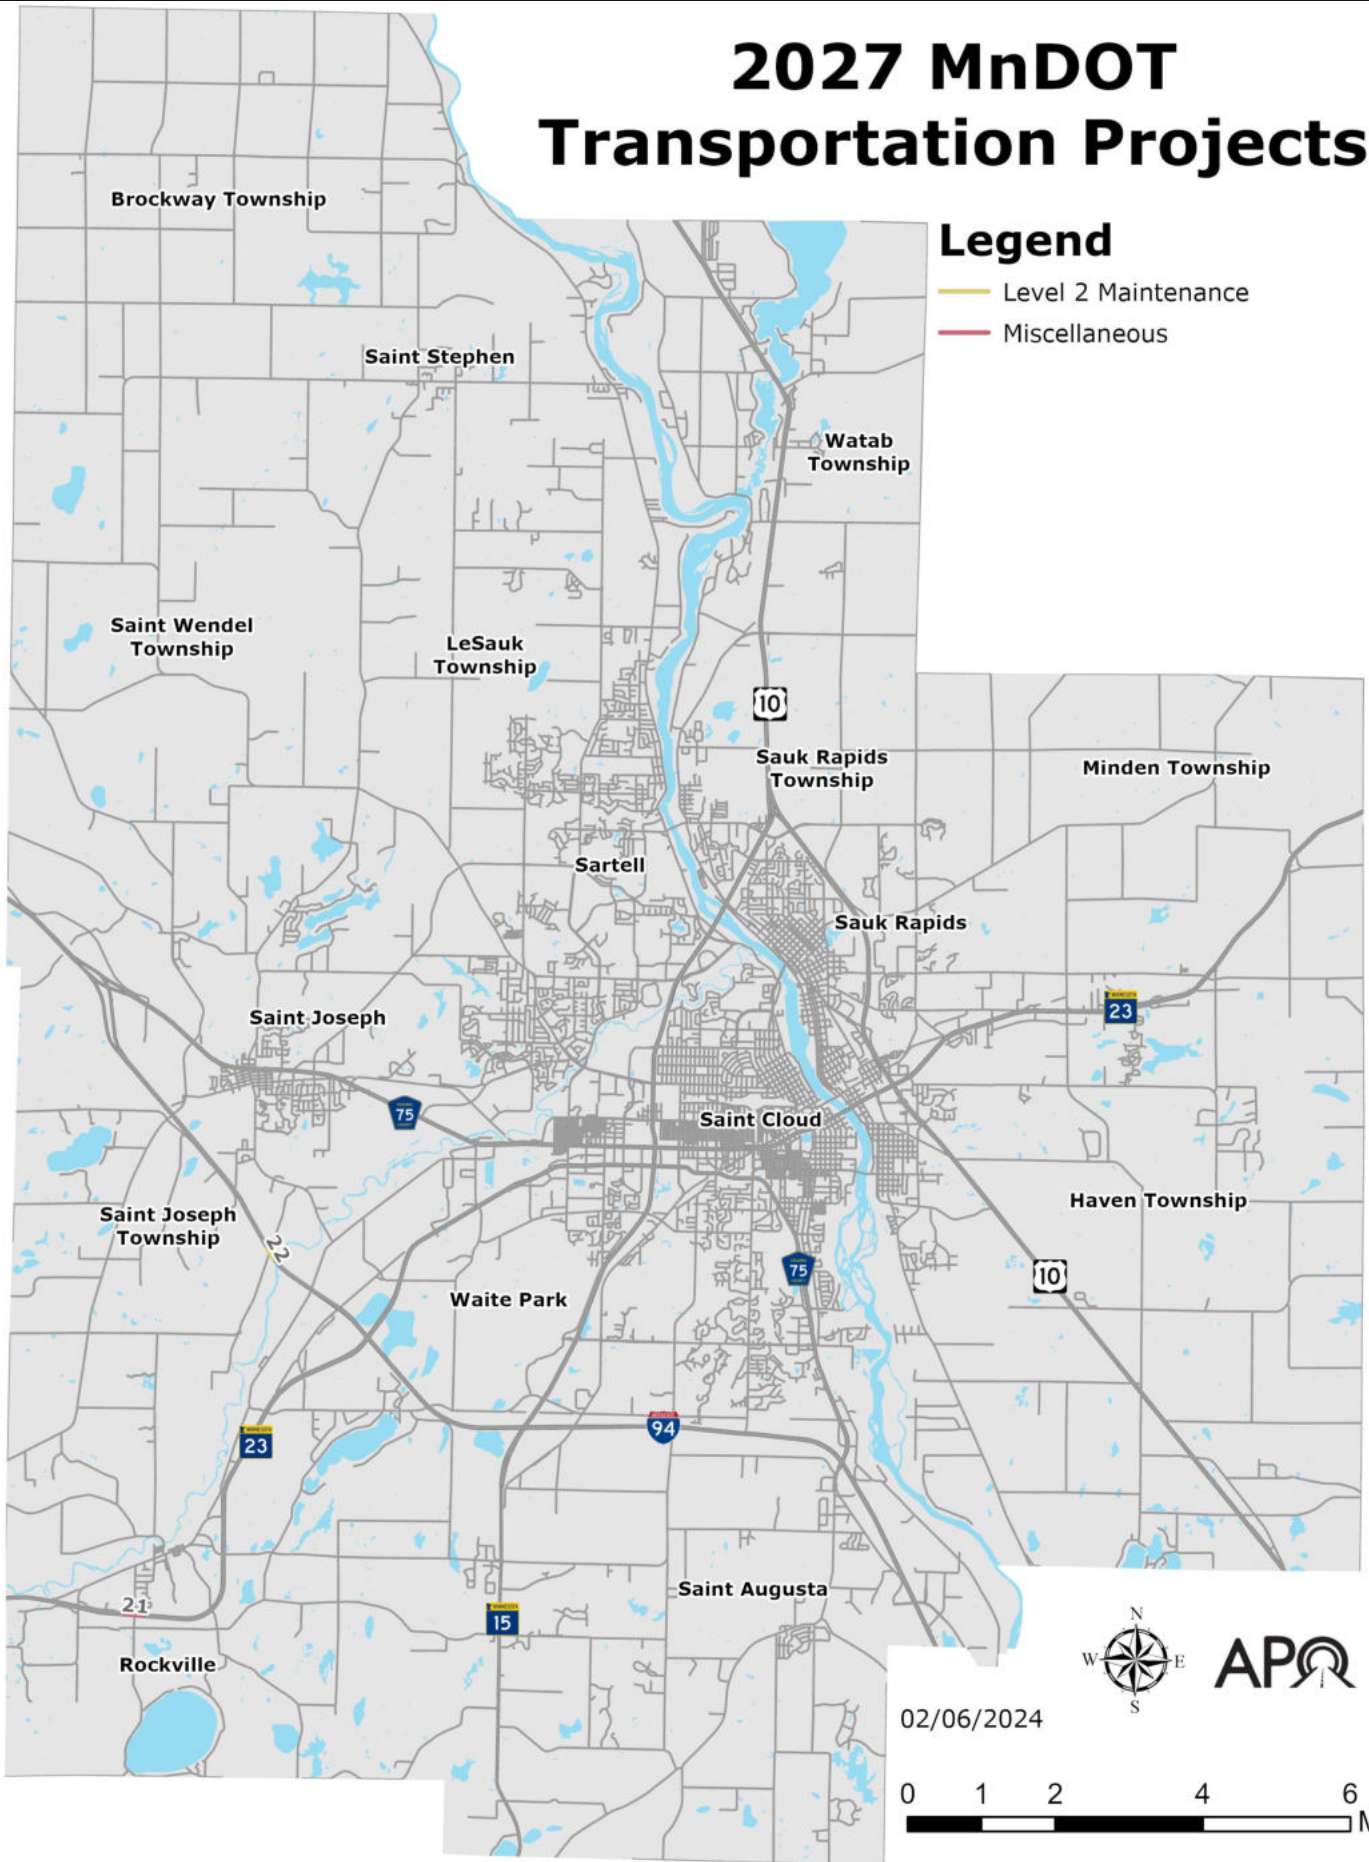 2027 MnDOT
Transportation Projects
Legend
Level 2 Maintenance
Miscellaneous
Brockway Township
Saint Stephen
Watab
Township
Saint Wendel
Township
LeSauk
Township
10
Sauk Rapids
Township
Minden Township
Sartell
Sauk Rapids
MINNESOTA
23
Saint Joseph
75
Saint Cloud
Haven Township
Saint Joseph
Township
22
75
10
Waite Park
94
MINNESOTA
23
Saint Augusta
21
MINNESOTA
15
Rockville
N
W
E
S
APO
02/06/2024
0 1 2 4 6
M